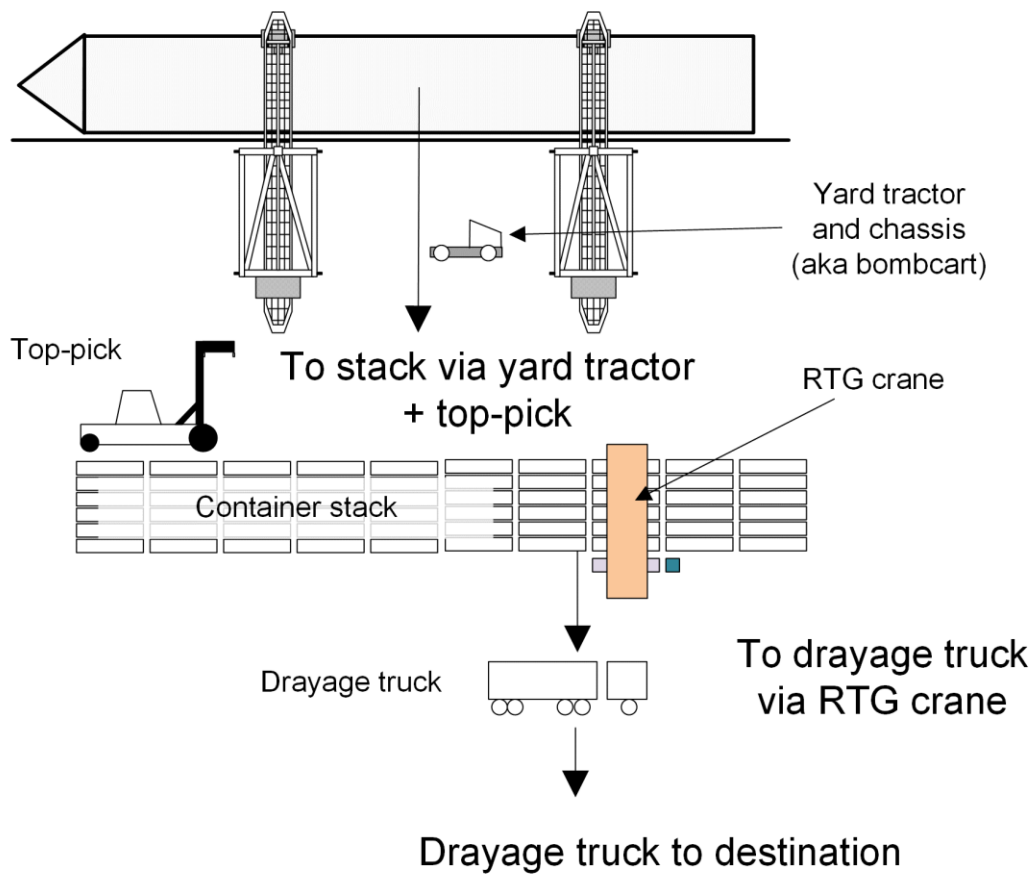 Yard tractor
and chassis
(aka bombcart)
Top-pick
To stack via yard tractor
+ top-pick
RTG crane
Container stack
Drayage truck
To drayage truck
via RTG crane
Drayage truck to destination